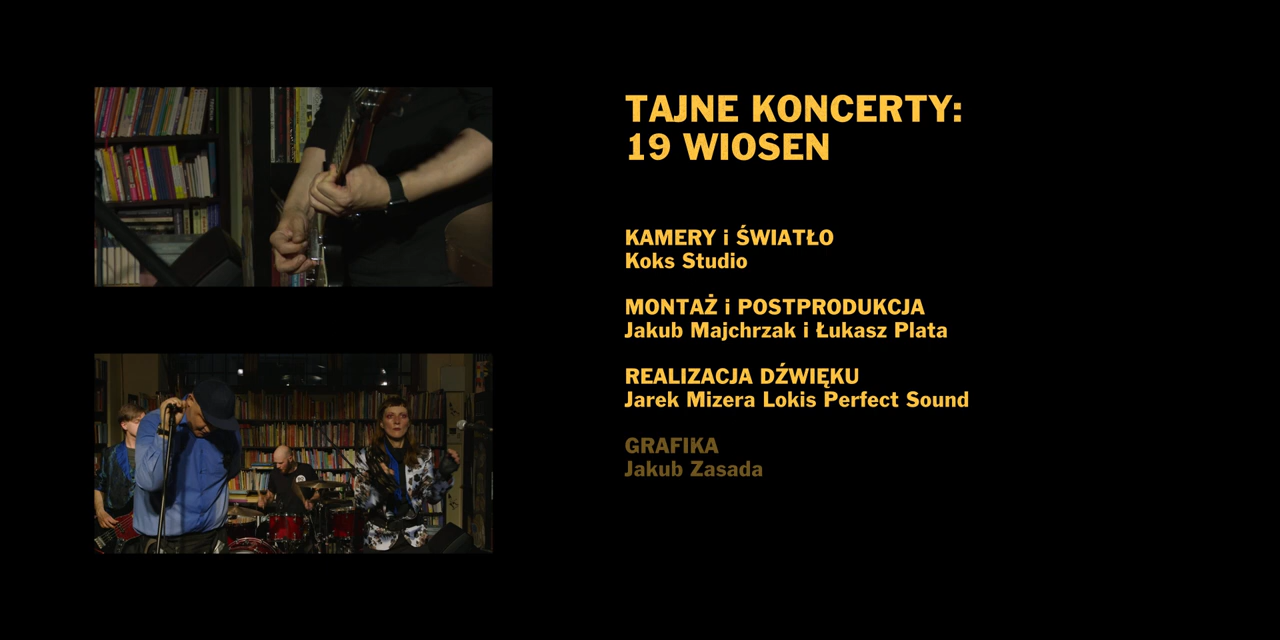 TAJNE KONCERTY:
19 WIOSEN
KAMERY i ŚWIATŁO
Koks Studio
MONTAŻ i POSTPRODUKCJA
Jakub Majchrzak i Łukasz Plata
REALIZACJA DŹWIĘKU
Jarek Mizera Lokis Perfect Sound
GRAFIKA
Jakub Zasada